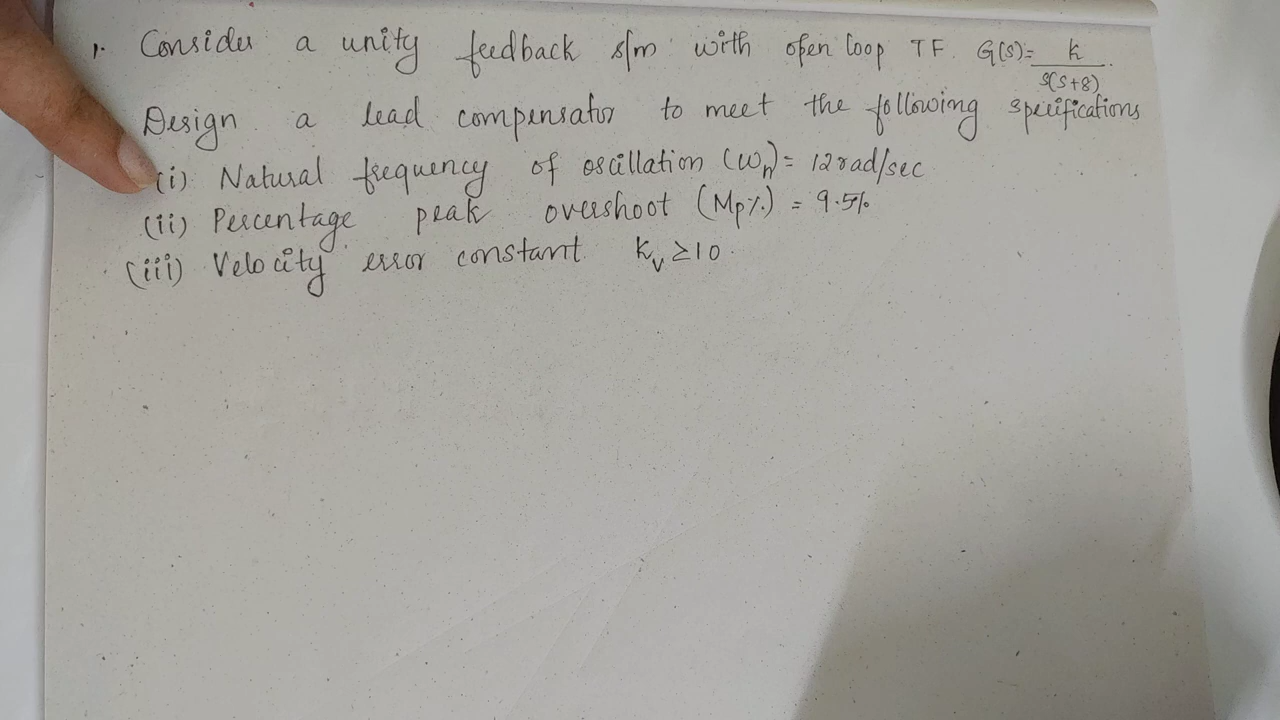 1. Consider a unity feedback s/m with open loop TF. G(s)= k/s(s+8).
Design a lead compensator to meet the following specifications
(i) Natural frequency of oscillation (ωn)= 12 rad/sec
(ii) Percentage peak overshoot (Mp%) = 9.5%
(iii) Velocity error constant kv ≥10.